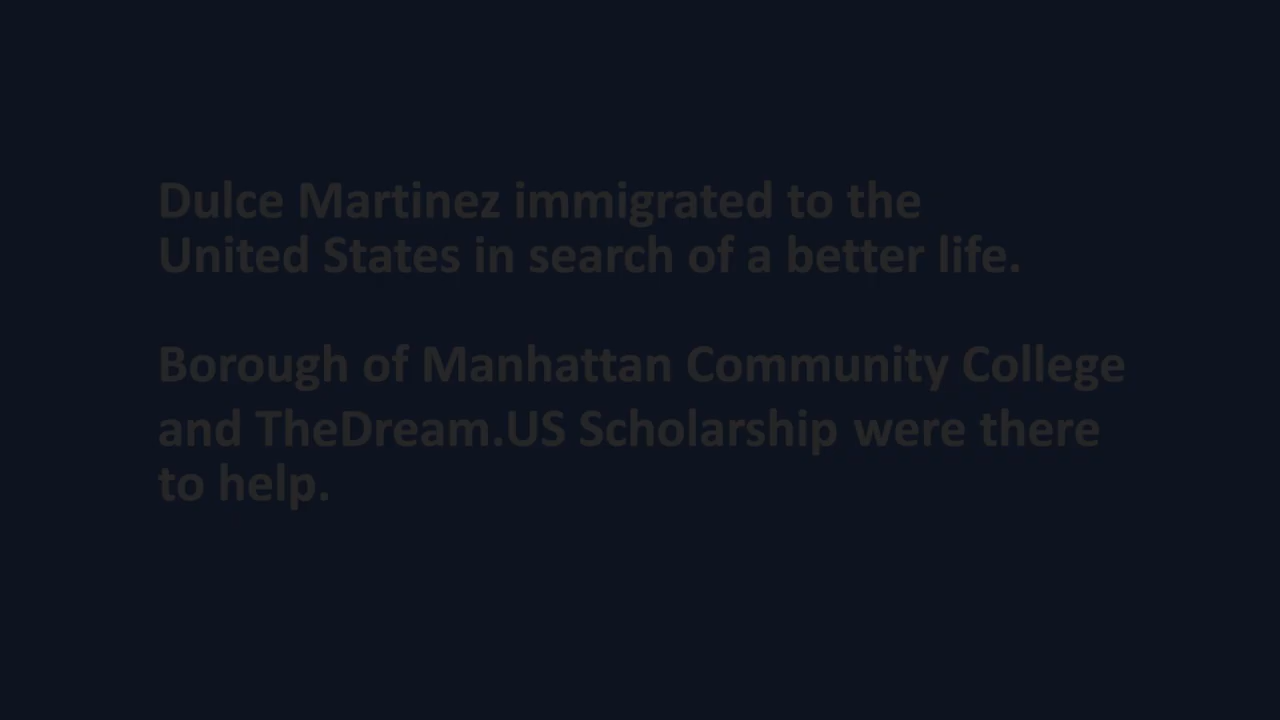 Dulce Martinez immigrated to the
United States in search of a better life.
Borough of Manhattan Community College
and TheDream.US Scholarship were there
to help.